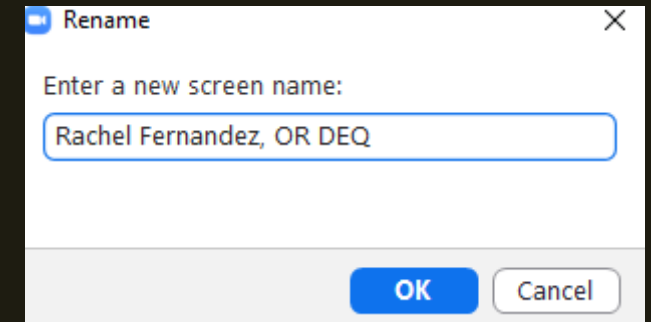 Rename
Enter a new screen name:
Rachel Fernandez, OR DEQ
OK Cancel